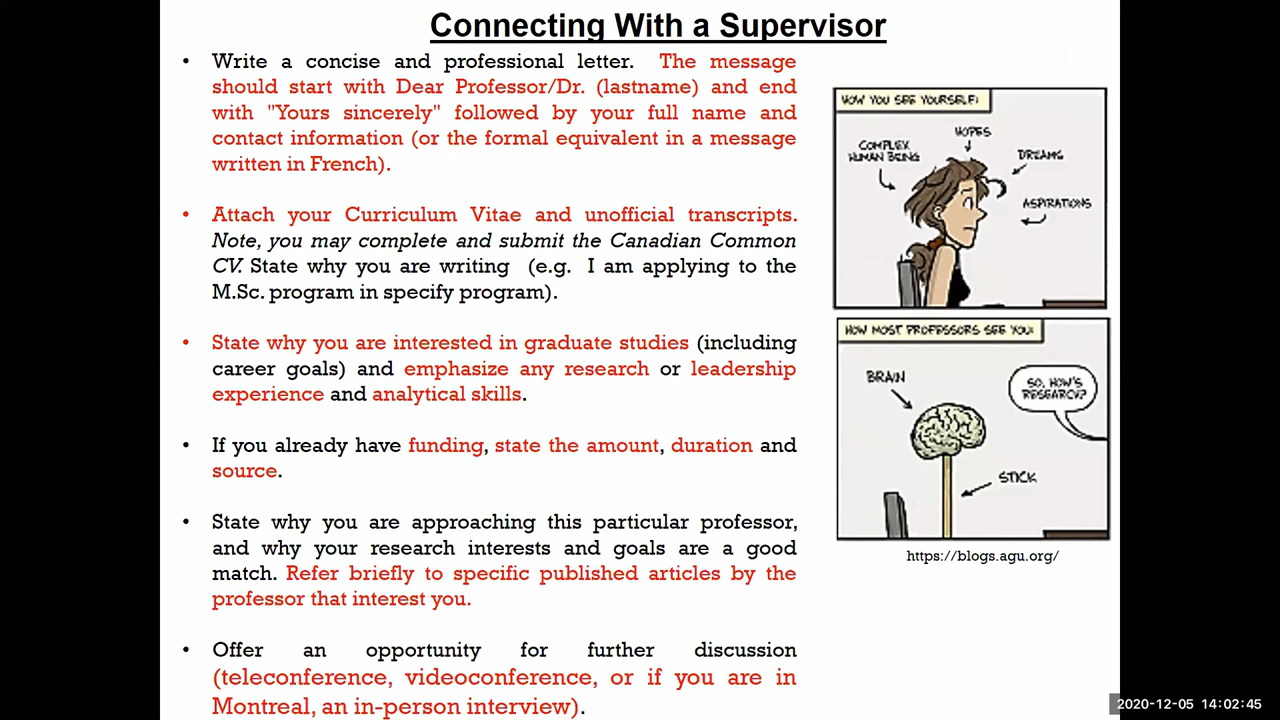 Connecting With a Supervisor
• Write a concise and professional letter. The message
should start with Dear Professor/Dr. (lastname) and end
with "Yours sincerely" followed by your full name and
contact information (or the formal equivalent in a message
written in French).
• Attach your Curriculum Vitae and unofficial transcripts.
Note, you may complete and submit the Canadian Common
CV. State why you are writing (e.g. I am applying to the
M.Sc. program in specify program).
• State why you are interested in graduate studies (including
career goals) and emphasize any research or leadership
experience and analytical skills.
• If you already have funding, state the amount, duration and
source.
• State why you are approaching this particular professor,
and why your research interests and goals are a good
match. Refer briefly to specific published articles by the
professor that interest you.
• Offer an opportunity for further discussion
(teleconference, videoconference, or if you are in
Montreal, an in-person interview).
HOW YOU SEE YOURSELF:
HOPES
COMPLEX
HUMAN BEING
DREAMS
ASPIRATIONS
HOW MOST PROFESSORS SEE YOU:
BRAIN
SO, HOW'S
RESEARCH?
STICK
https://blogs.agu.org/
2020-12-05 14:02:45